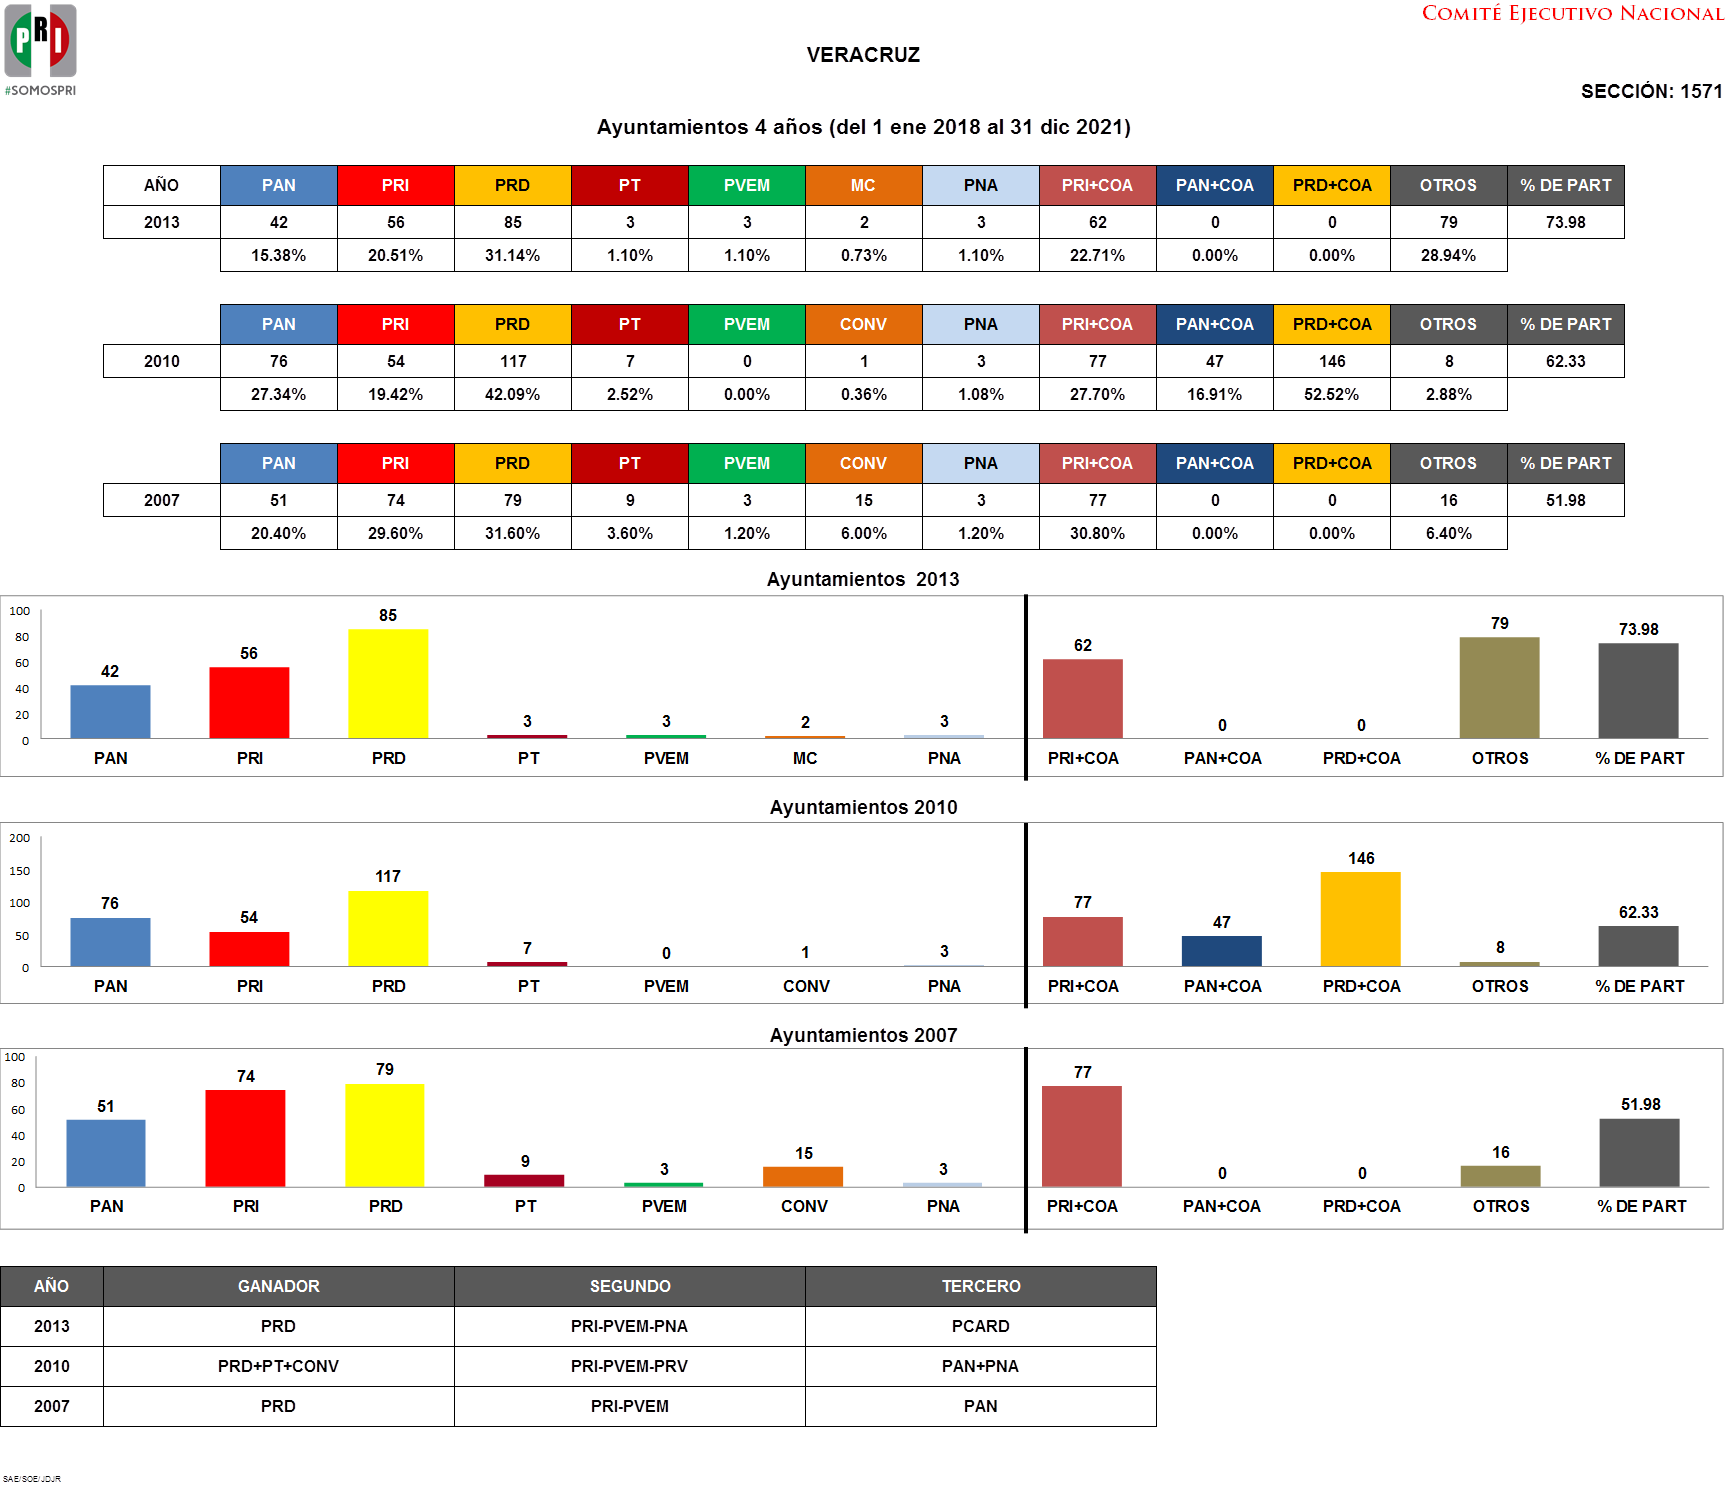 PRI
#SOMOSPRI
COMITÉ EJECUTIVO NACIONAL
VERACRUZ
SECCIÓN: 1571
Ayuntamientos 4 años (del 1 ene 2018 al 31 dic 2021)
AÑO PAN PRI PRD PT PVEM MC PNA PRI+COA PAN+COA PRD+COA OTROS % DE PART
2013 42 56 85 3 3 2 3 62 0 0 79 73.98
15.38% 20.51% 31.14% 1.10% 1.10% 0.73% 1.10% 22.71% 0.00% 0.00% 28.94%
PAN PRI PRD PT PVEM CONV PNA PRI+COA PAN+COA PRD+COA OTROS % DE PART
2010 76 54 117 7 0 1 3 77 47 146 8 62.33
27.34% 19.42% 42.09% 2.52% 0.00% 0.36% 1.08% 27.70% 16.91% 52.52% 2.88%
PAN PRI PRD PT PVEM CONV PNA PRI+COA PAN+COA PRD+COA OTROS % DE PART
2007 51 74 79 9 3 15 3 77 0 0 16 51.98
20.40% 29.60% 31.60% 3.60% 1.20% 6.00% 1.20% 30.80% 0.00% 0.00% 6.40%
Ayuntamientos 2013
100
80
60
40
20
0
42 56 85 3 3 2 3 62 0 0 79 73.98
PAN PRI PRD PT PVEM MC PNA PRI+COA PAN+COA PRD+COA OTROS % DE PART
Ayuntamientos 2010
200
150
100
50
0
76 54 117 7 0 1 3 77 47 146 8 62.33
PAN PRI PRD PT PVEM CONV PNA PRI+COA PAN+COA PRD+COA OTROS % DE PART
Ayuntamientos 2007
100
80
60
40
20
0
51 74 79 9 3 15 3 77 0 0 16 51.98
PAN PRI PRD PT PVEM CONV PNA PRI+COA PAN+COA PRD+COA OTROS % DE PART
AÑO GANADOR SEGUNDO TERCERO
2013 PRD PRI-PVEM-PNA PCARD
2010 PRD+PT+CONV PRI-PVEM-PRV PAN+PNA
2007 PRD PRI-PVEM PAN
SAE/SOE/JDJR